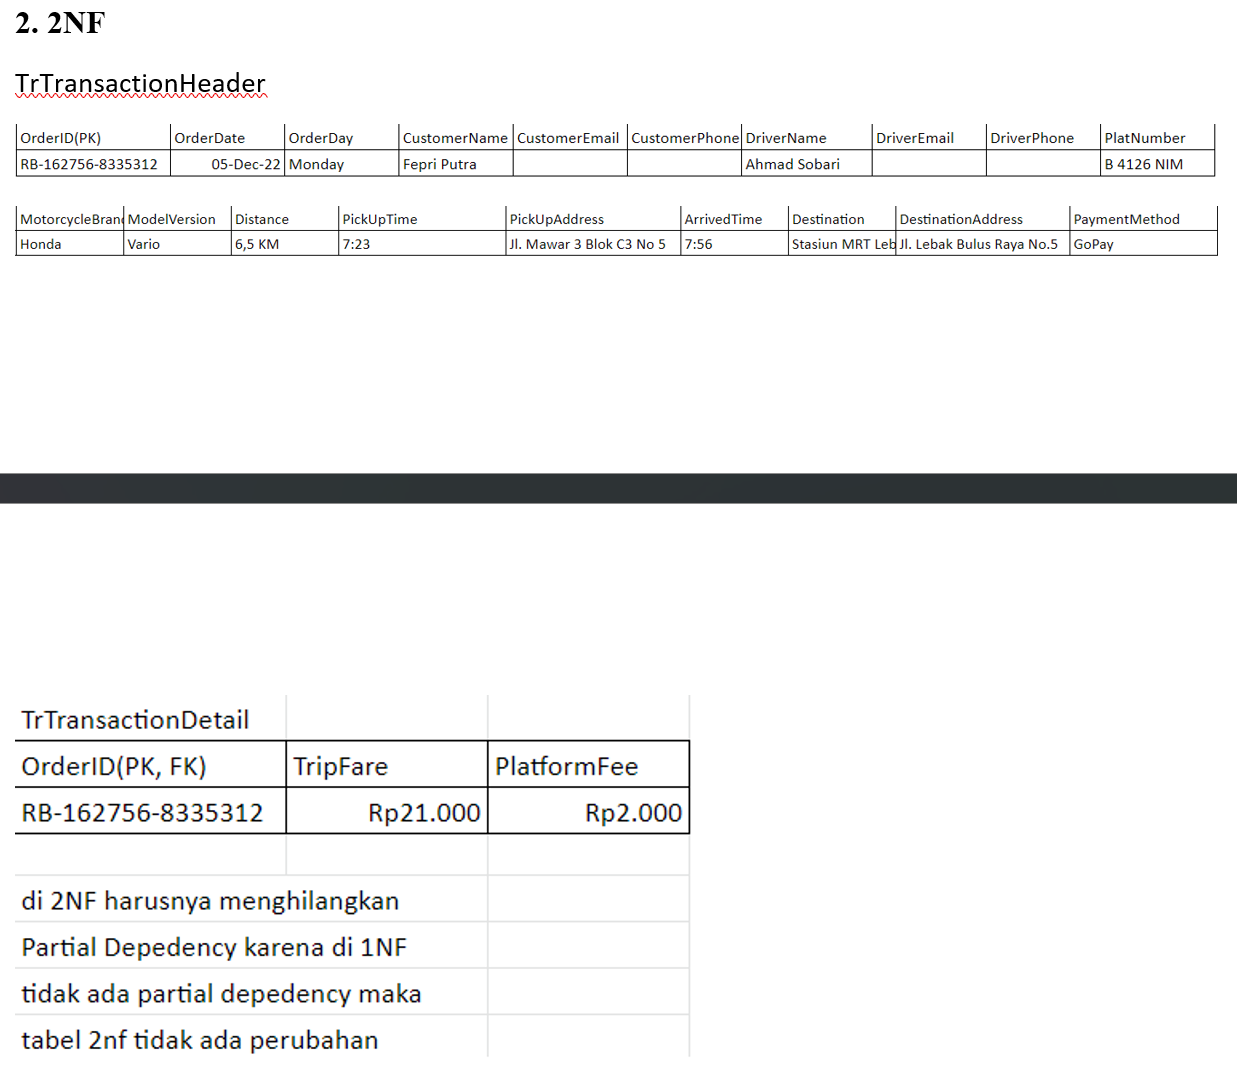 2. 2NF
TrTransactionHeader
OrderID(PK) OrderDate OrderDay CustomerName CustomerEmail CustomerPhone DriverName DriverEmail DriverPhone PlatNumber
RB-162756-8335312 05-Dec-22 Monday Fepri Putra Ahmad Sobari B 4126 NIM
MotorcycleBran ModelVersion Distance PickUpTime PickUpAddress ArrivedTime Destination DestinationAddress PaymentMethod
Honda Vario 6,5 KM 7:23 Jl. Mawar 3 Blok C3 No 5 7:56 Stasiun MRT Leb Jl. Lebak Bulus Raya No.5 GoPay
TrTransactionDetail
OrderID(PK, FK) TripFare PlatformFee
RB-162756-8335312 Rp21.000 Rp2.000
di 2NF harusnya menghilangkan
Partial Depedency karena di 1NF
tidak ada partial depedency maka
tabel 2nf tidak ada perubahan